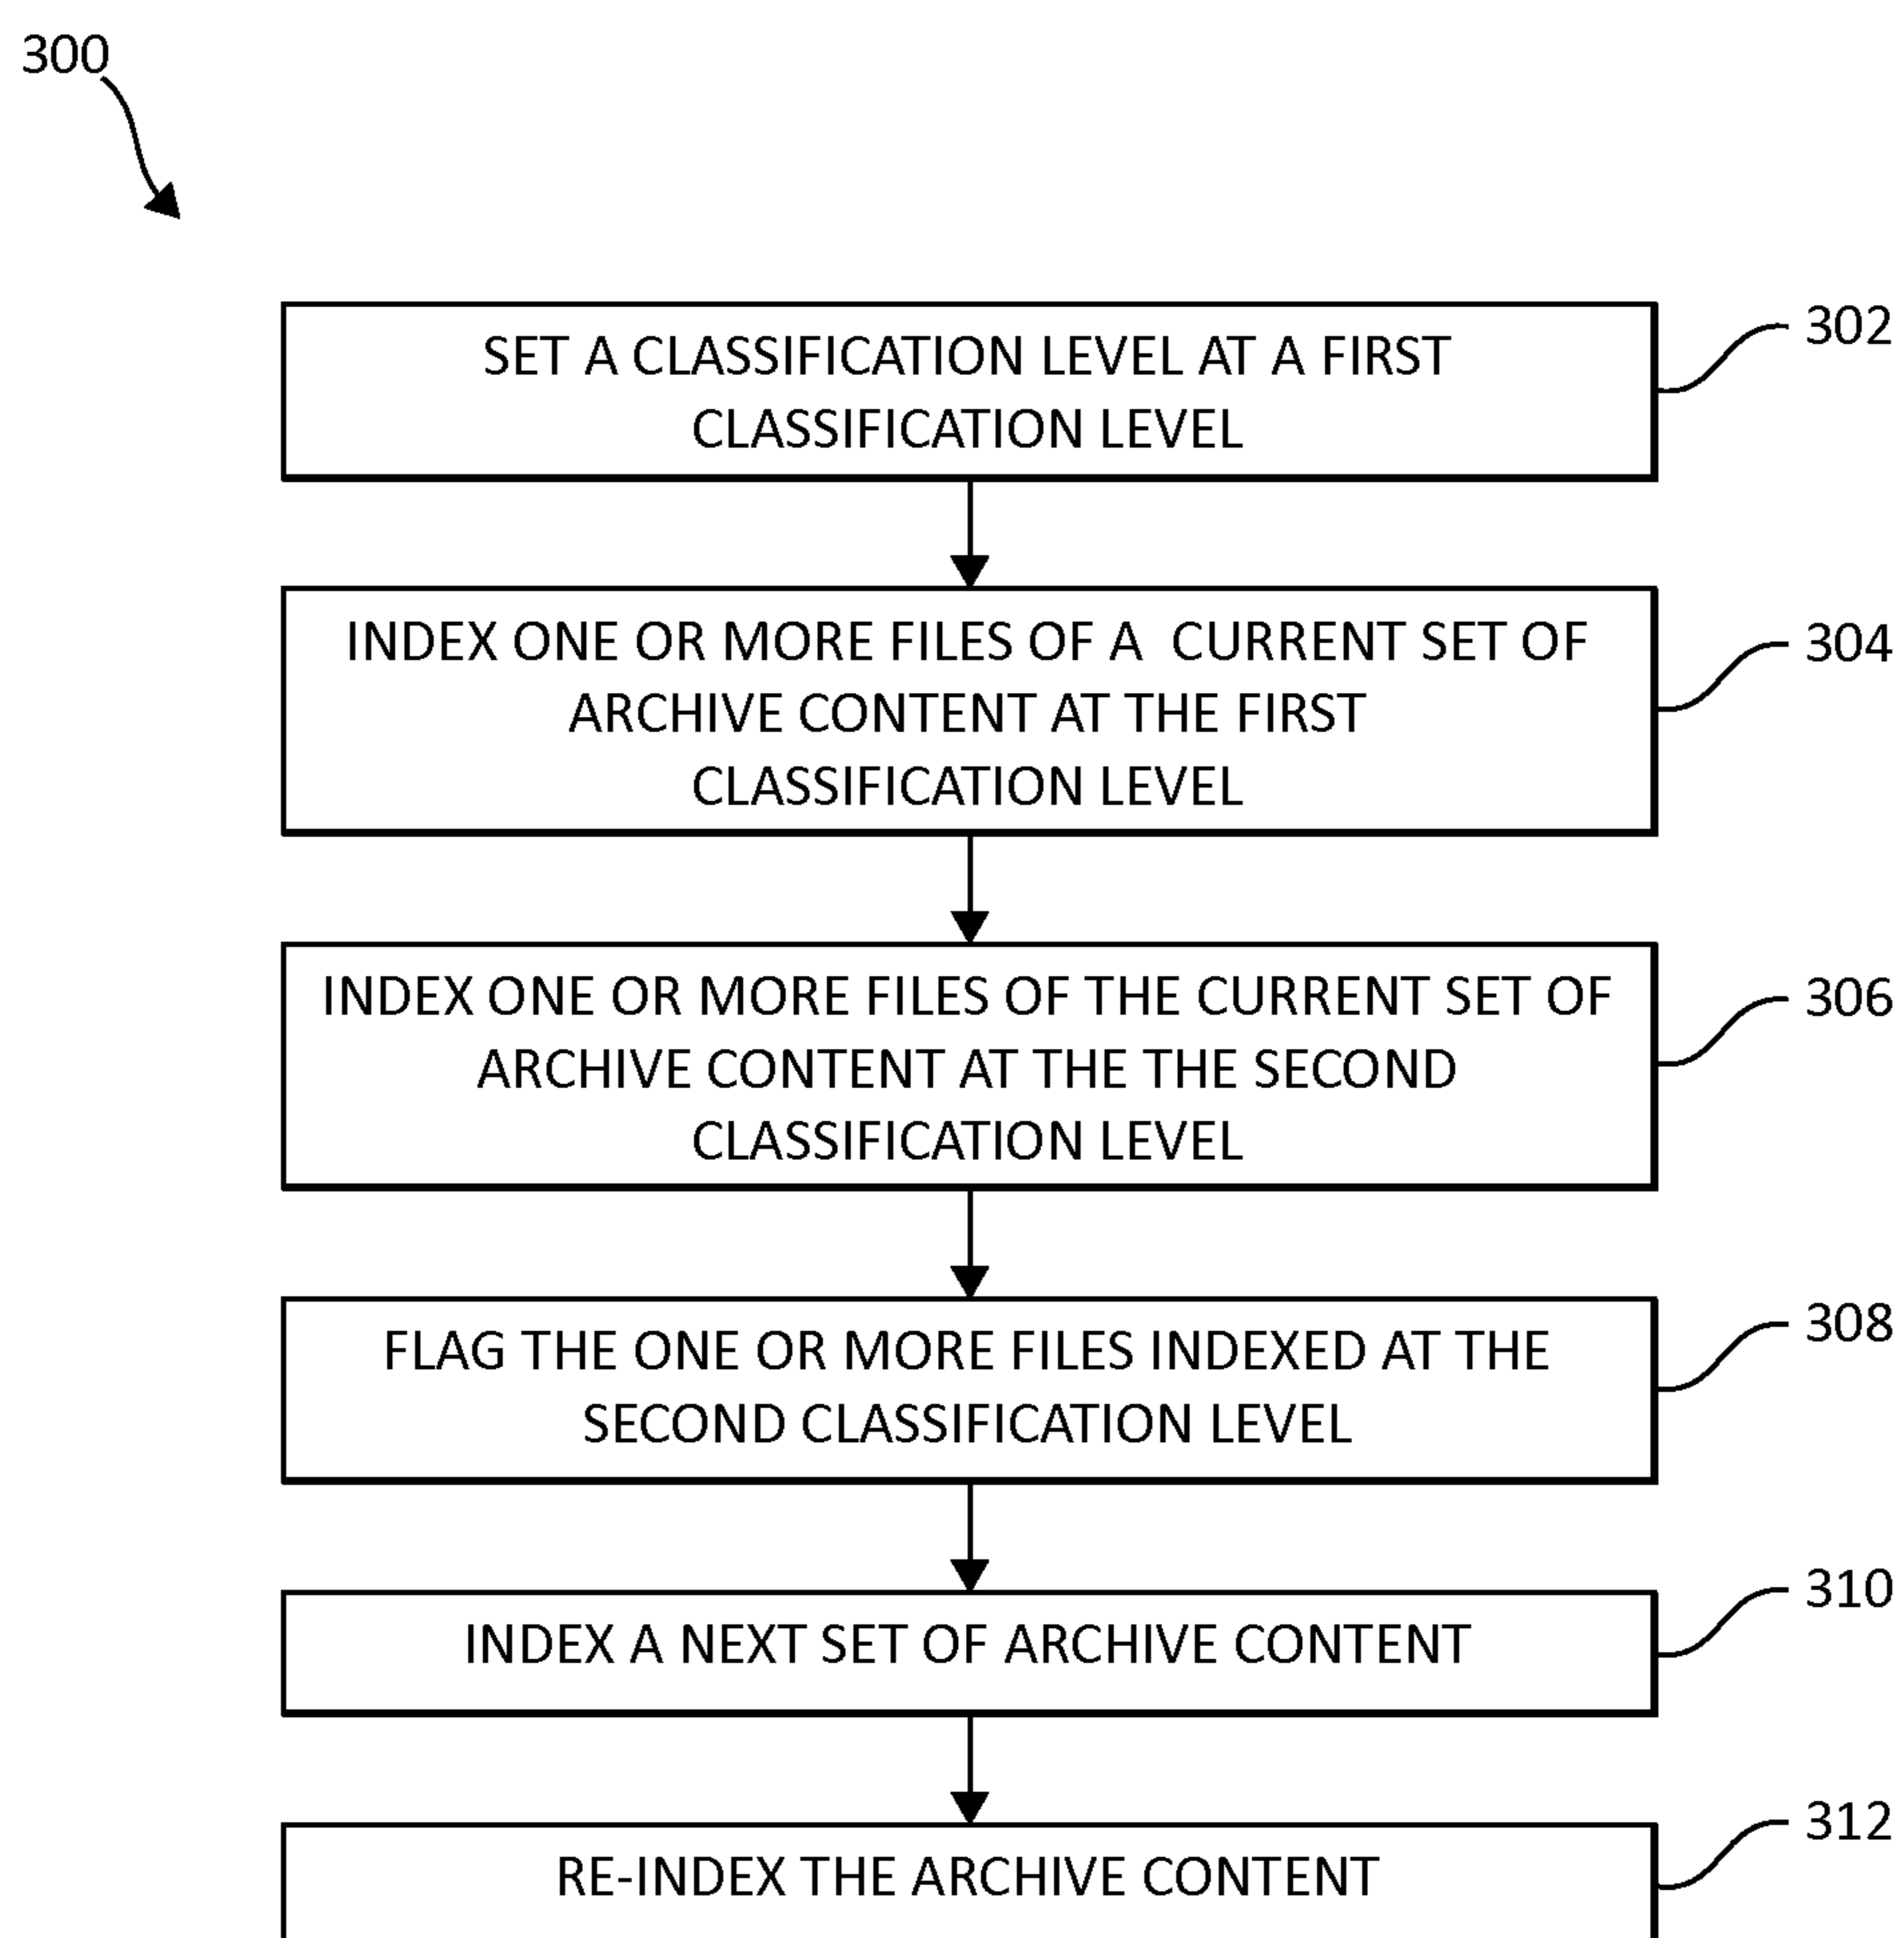 300
SET A CLASSIFICATION LEVEL AT A FIRST
CLASSIFICATION LEVEL
302
INDEX ONE OR MORE FILES OF A CURRENT SET OF
ARCHIVE CONTENT AT THE FIRST
CLASSIFICATION LEVEL
304
INDEX ONE OR MORE FILES OF THE CURRENT SET OF
ARCHIVE CONTENT AT THE THE SECOND
CLASSIFICATION LEVEL
306
FLAG THE ONE OR MORE FILES INDEXED AT THE
SECOND CLASSIFICATION LEVEL
308
INDEX A NEXT SET OF ARCHIVE CONTENT
310
RE-INDEX THE ARCHIVE CONTENT
312